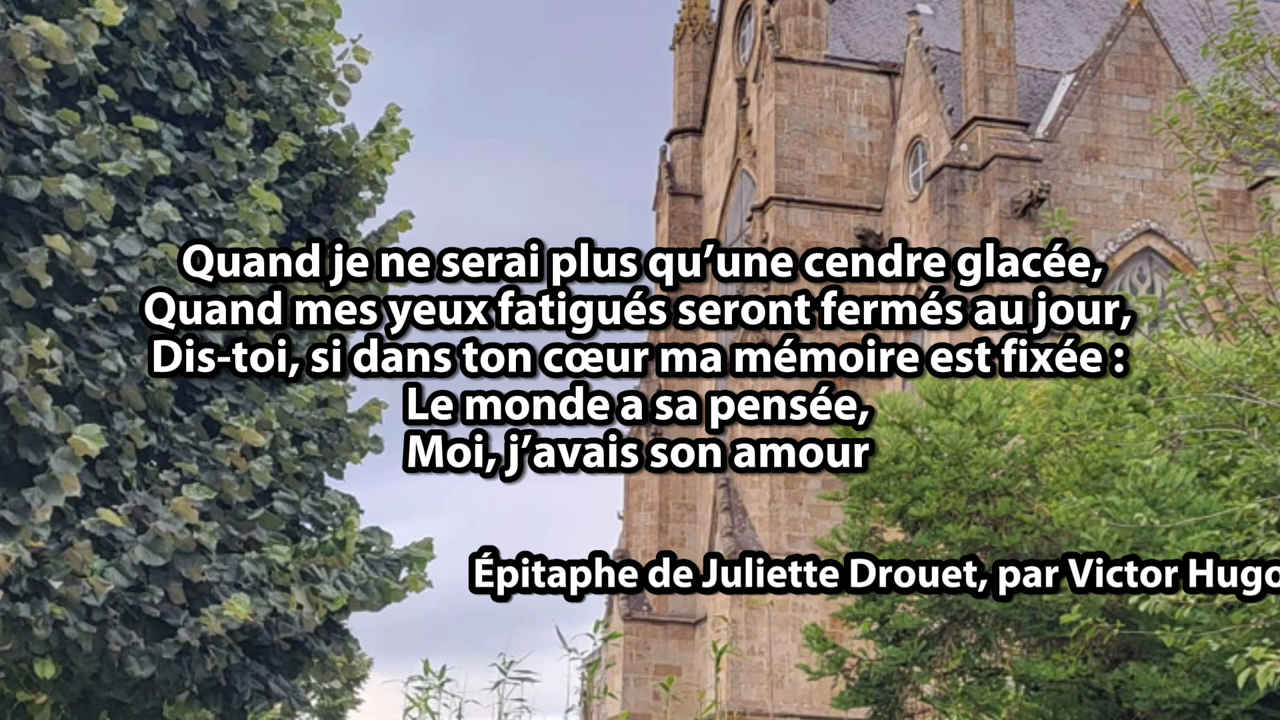 Quand je ne serai plus qu’une cendre glacée,
Quand mes yeux fatigués seront fermés au jour,
Dis-toi, si dans ton cœur ma mémoire est fixée :
Le monde a sa pensée,
Moi, j’avais son amour
Épitaphe de Juliette Drouet, par Victor Hugo